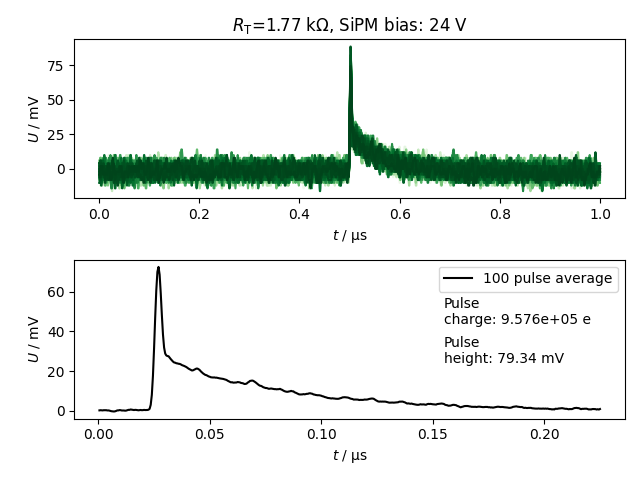 R_T=1.77 kΩ, SiPM bias: 24 V
75
50
25
0
U / mV
0.0 0.2 0.4 0.6 0.8 1.0
t / µs
60
40
20
0
U / mV
100 pulse average
Pulse
charge: 9.576e+05 e
Pulse
height: 79.34 mV
0.00 0.05 0.10 0.15 0.20
t / µs